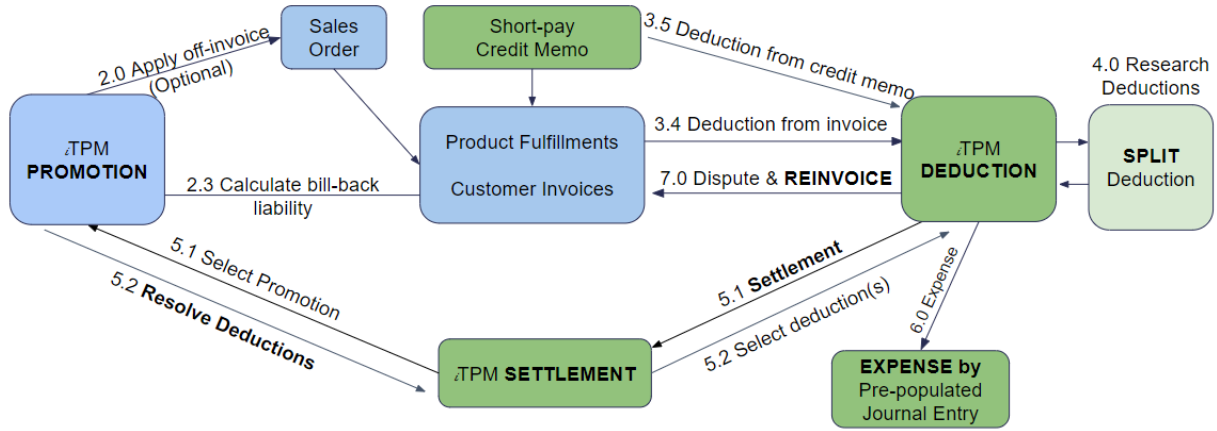 Sales
Order
Short-pay
Credit Memo
3.5 Deduction from credit memo
2.0 Apply off-invoice
(Optional)
4.0 Research
Deductions
iTPM
PROMOTION
Product Fulfillments
Customer Invoices
3.4 Deduction from invoice
iTPM
DEDUCTION
SPLIT
Deduction
2.3 Calculate bill-back
liability
7.0 Dispute & REINVOICE
5.1 Select Promotion
5.2 Resolve Deductions
5.1 Settlement
5.2 Select deduction(s)
6.0 Expense
iTPM SETTLEMENT
EXPENSE by
Pre-populated
Journal Entry